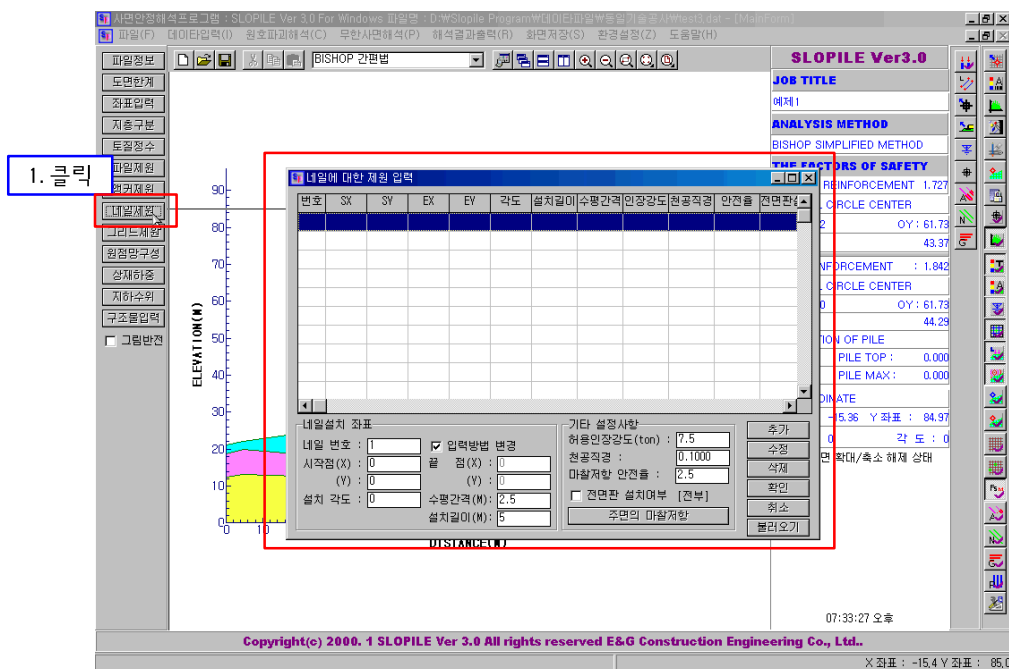 사면안정해석프로그램 : SLOPILE Ver 3,0 For Windows 파일명 : D:₩Slopile Program₩데이타파일₩동일기술공사₩test3.dat - [MainForm]
파일(F) 데이타입력(I) 원호파괴해석(C) 무한사면해석(P) 해석결과출력(R) 화면저장(S) 환경설정(Z) 도움말(H)
BISHOP 간편법
파일정보
도면한계
좌표입력
지층구분
토질정수
파일제원
앵커제원
네일제원
그리드제원
원점망구성
상재하중
지하수위
구조물입력
그림반전
1. 클릭
90
80
70
60
50
40
30
20
10
0
ELEVATION(M)
0 10
DISTANCE(M)
네일에 대한 제원 입력
번호 SX SY EX EY 각도 설치길이 수평간격 인장강도 천공직경 안전율
네일설치 좌표
네일 번호 : 1
입력방법 변경
시작점(X) : 0
끝 점(X) : 0
(Y) : 0
(Y) : 0
설치 각도 : 0
수평간격(M): 2.5
설치길이(M): 5
기타 설정사항
허용인장강도(ton) : 7.5
천공직경 : 0.1000
마찰저항 안전율 : 2.5
전면판 설치여부 [전부]
주면의 마찰저항
추가
수정
삭제
확인
취소
불러오기
SLOPILE Ver3.0
JOB TITLE
예제1
ANALYSIS METHOD
BISHOP SIMPLIFIED METHOD
THE FACTORS OF SAFETY
REINFORCEMENT 1.727
CIRCLE CENTER
OY : 61.73
43.37
: 1.842
CIRCLE CENTER
OY : 61.73
44.29
OF PILE
PILE TOP : 0.000
PILE MAX : 0.000
-15.36 Y 좌표 : 84.97
0 각 도 : 0
확대/축소 해제 상태
07:33:27 오후
Copyright(c) 2000. 1 SLOPILE Ver 3.0 All rights reserved E&G Construction Engineering Co., Ltd..
X 좌표 : -15,4 Y 좌표 : 85,0